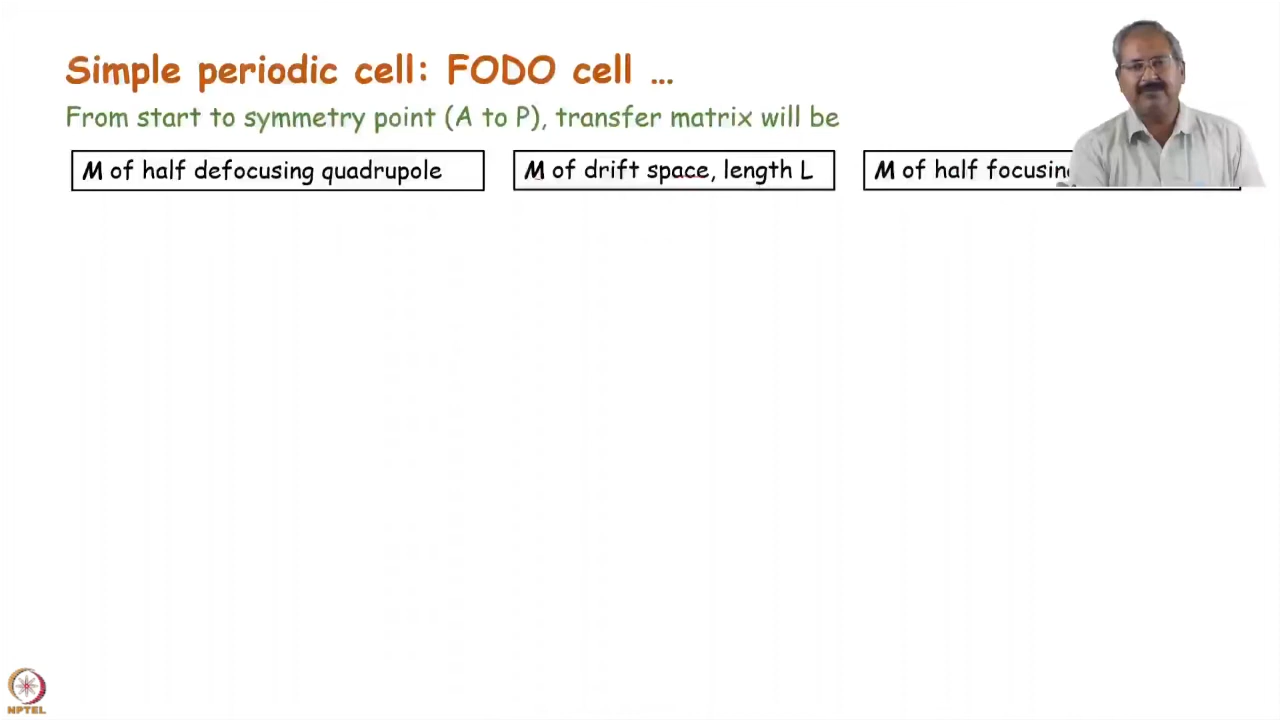 Simple periodic cell: FODO cell ...
From start to symmetry point (A to P), transfer matrix will be
M of half defocusing quadrupole
M of drift space, length L
M of half
NPTEL